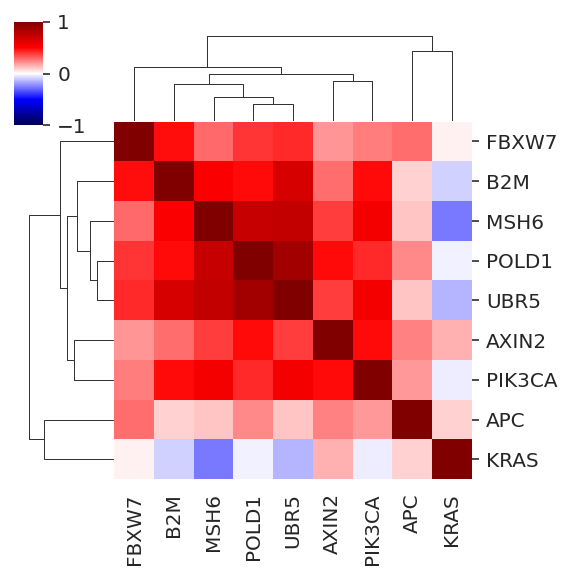 1
0
−1
FBXW7
B2M
MSH6
POLD1
UBR5
AXIN2
PIK3CA
APC
KRAS
FBXW7
B2M
MSH6
POLD1
UBR5
AXIN2
PIK3CA
APC
KRAS